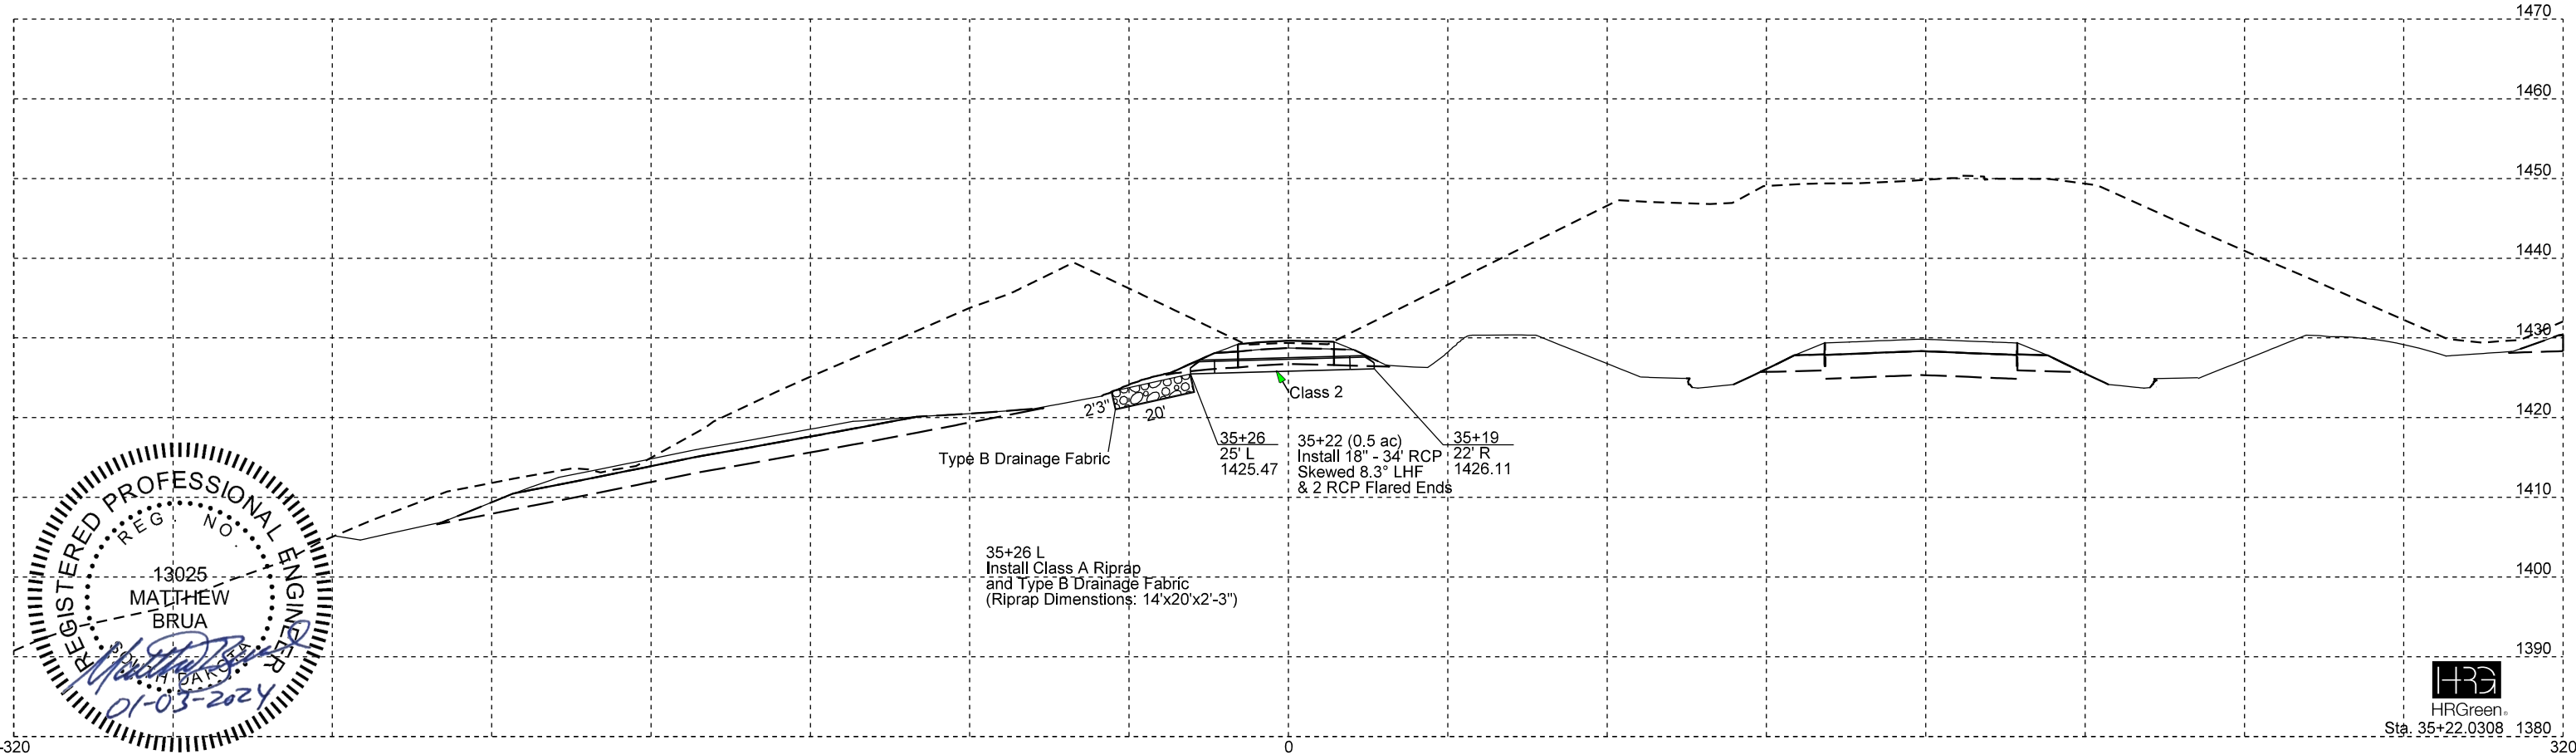 1470
1460
1450
1440
1430
1420
1410
1400
1390
1380
2'3"
20'
Class 2
Type B Drainage Fabric
35+26
25' L
1425.47
35+22 (0.5 ac)
Install 18" - 34' RCP
Skewed 8.3° LHF
& 2 RCP Flared Ends
35+19
22' R
1426.11
35+26 L
Install Class A Riprap
and Type B Drainage Fabric
(Riprap Dimenstions: 14'x20'x2'-3")
REGISTERED PROFESSIONAL ENGINEER
REG. NO.
13025
MATTHEW
BRUA
SOUTH DAKOTA
Matthew Brua
01-03-2024
HRG
HRGreen
Sta. 35+22.0308
-320
0
320